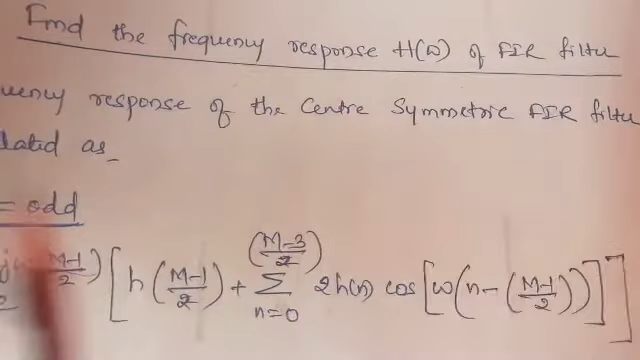 Find the frequency response H(ω) of FIR filter
uency response of the Centre Symmetric FIR filter
lated as
= odd
M-1/2) [h(M-1/2) + Σ_{n=0}^{(M-3/2)} 2h(n) cos[ω(n-(M-1/2))]]